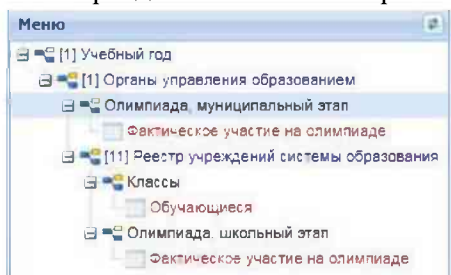 Меню
[1] Учебный год
[1] Органы управления образованием
Олимпиада, муниципальный этап
Фактическое участие на олимпиаде
[11] Реестр учреждений системы образования
Классы
Обучающиеся
Олимпиада, школьный этап
Фактическое участие на олимпиаде